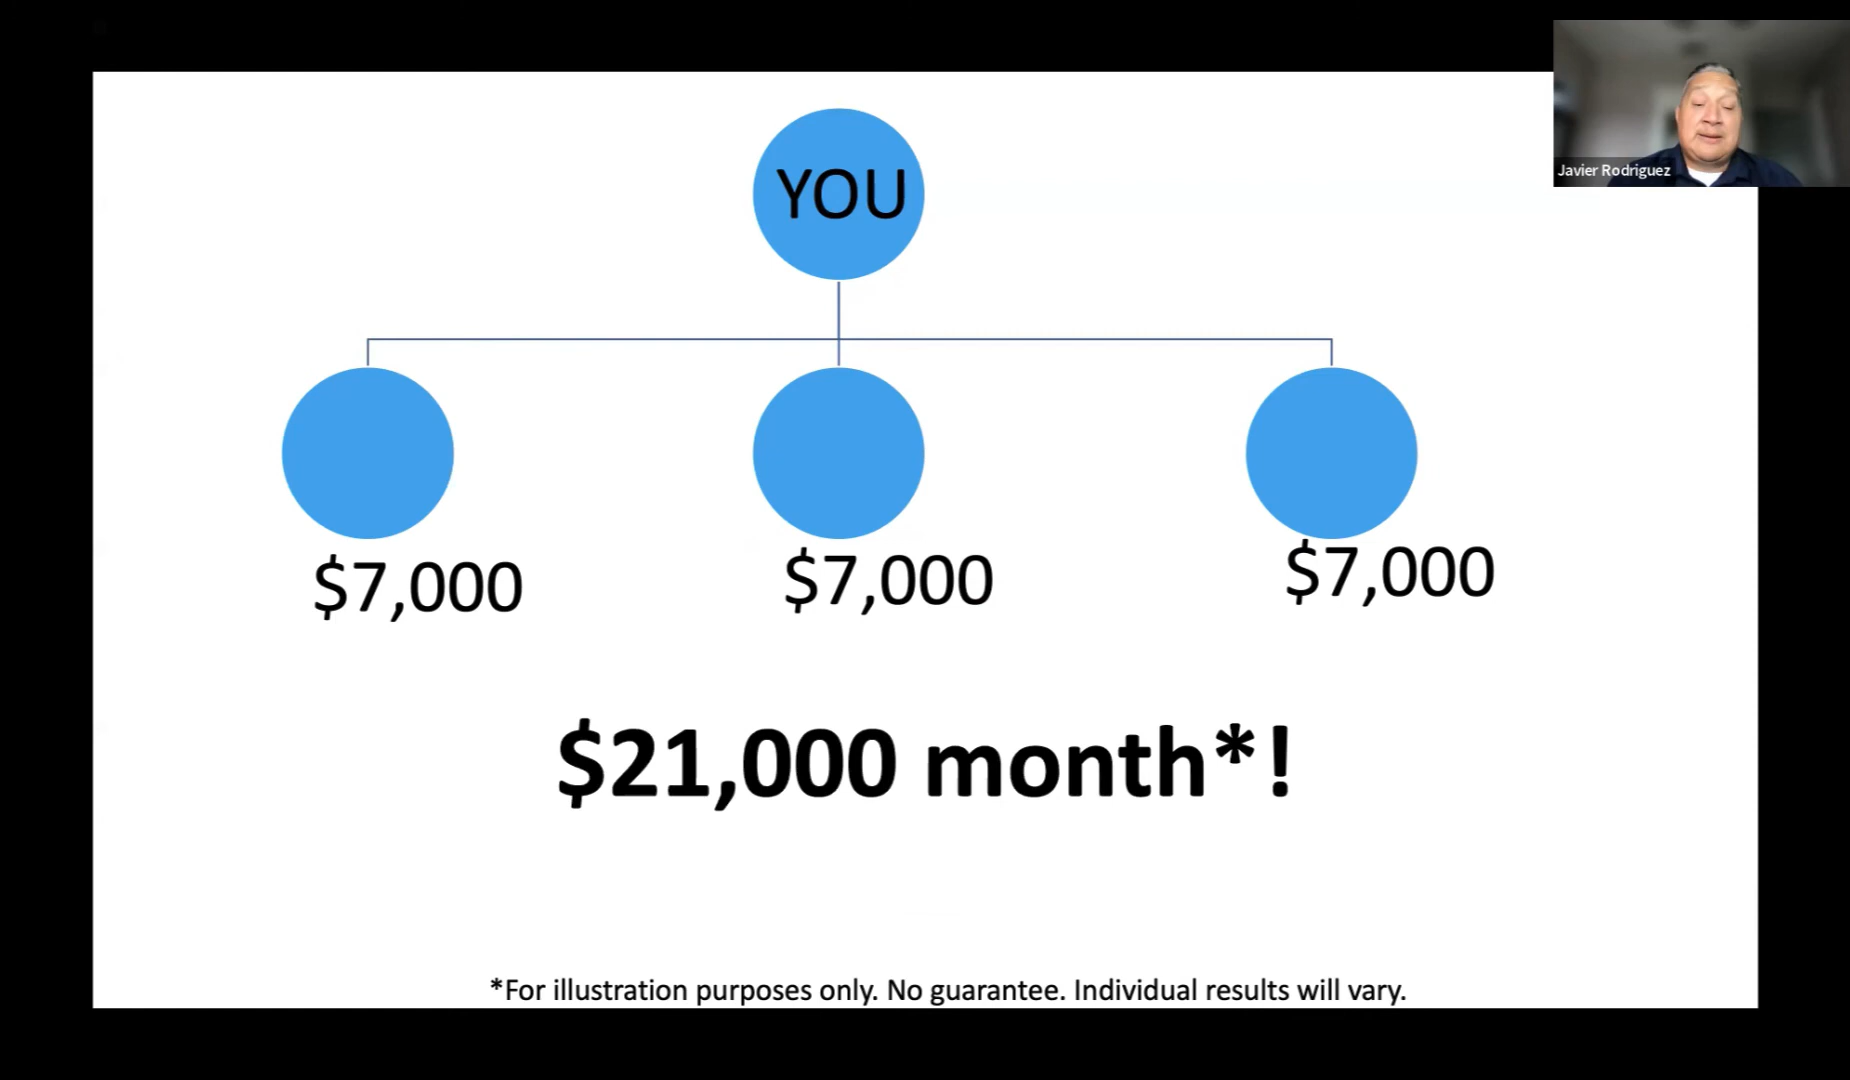 Javier Rodriguez
YOU
$7,000
$7,000
$7,000
$21,000 month*!
*For illustration purposes only. No guarantee. Individual results will vary.